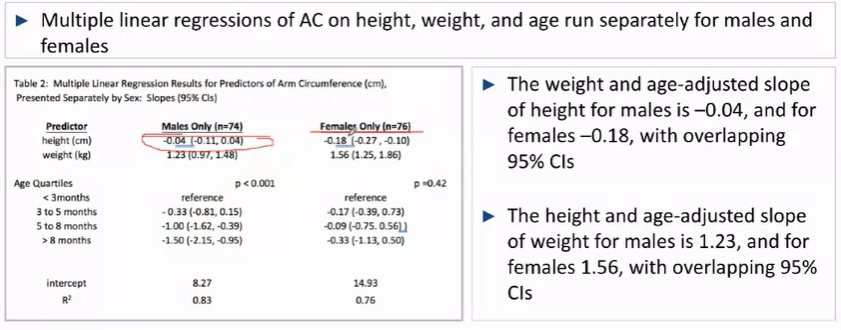 ► Multiple linear regressions of AC on height, weight, and age run separately for males and
females
Table 2: Multiple Linear Regression Results for Predictors of Arm Circumference (cm),
Presented Separately by Sex: Slopes (95% CIs)
Predictor Males Only (n=74) Females Only (n=76)
height (cm) -0.04 (-0.11, 0.04) -0.18 (-0.27, -0.10)
weight (kg) 1.23 (0.97, 1.48) 1.56 (1.25, 1.86)
Age Quartiles p<0.001 p=0.42
< 3months reference reference
3 to 5 months -0.33 (-0.81, 0.15) -0.17 (-0.39, 0.73)
5 to 8 months -1.00 (-1.62, -0.39) -0.09 (-0.75. 0.56))
> 8 months -1.50 (-2.15, -0.95) -0.33 (-1.13, 0.50)
intercept 8.27 14.93
R² 0.83 0.76
► The weight and age-adjusted slope
of height for males is –0.04, and for
females –0.18, with overlapping
95% CIs
► The height and age-adjusted slope
of weight for males is 1.23, and for
females 1.56, with overlapping 95%
CIs